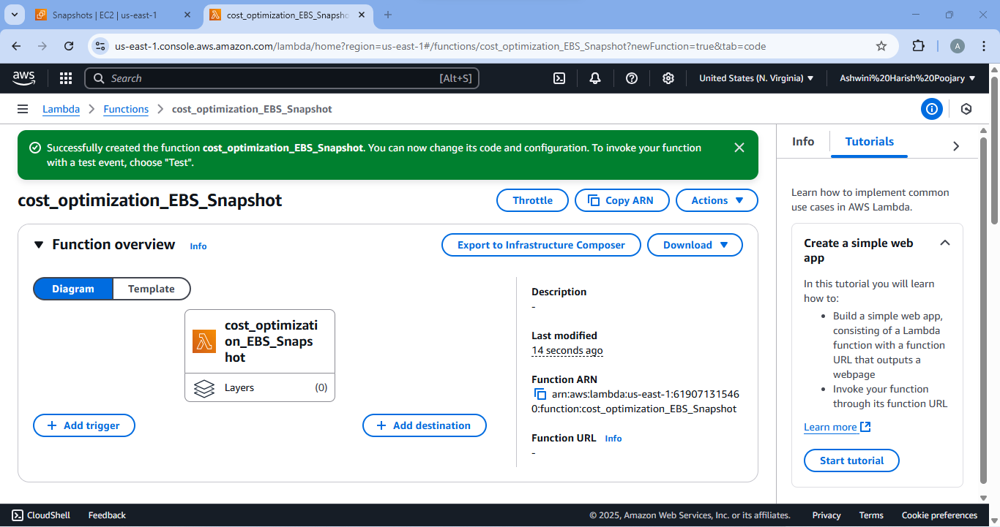 Snapshots | EC2 | us-east-1
cost_optimization_EBS_Snapsho
us-east-1.console.aws.amazon.com/lambda/home?region=us-east-1#/functions/cost_optimization_EBS_Snapshot?newFunction=true&tab=code
A
aws
Search
[Alt+S]
United States (N. Virginia)
Ashwini%20Harish%20Poojary
Lambda
Functions
cost_optimization_EBS_Snapshot
Successfully created the function cost_optimization_EBS_Snapshot. You can now change its code and configuration. To invoke your function
with a test event, choose "Test".
cost_optimization_EBS_Snapshot
Throttle
Copy ARN
Actions
Function overview
Info
Export to Infrastructure Composer
Download
Diagram
Template
cost_optimizati
on_EBS_Snaps
hot
Layers
(0)
Add trigger
Add destination
Description
-
Last modified
14 seconds ago
Function ARN
arn:aws:lambda:us-east-1:61907131546
0:function:cost_optimization_EBS_Snapshot
Function URL
Info
-
Info
Tutorials
Learn how to implement common
use cases in AWS Lambda.
Create a simple web
app
In this tutorial you will learn
how to:
• Build a simple web app,
consisting of a Lambda
function with a function
URL that outputs a
webpage
• Invoke your function
through its function URL
Learn more
Start tutorial
CloudShell
Feedback
© 2025, Amazon Web Services, Inc. or its affiliates.
Privacy
Terms
Cookie preferences